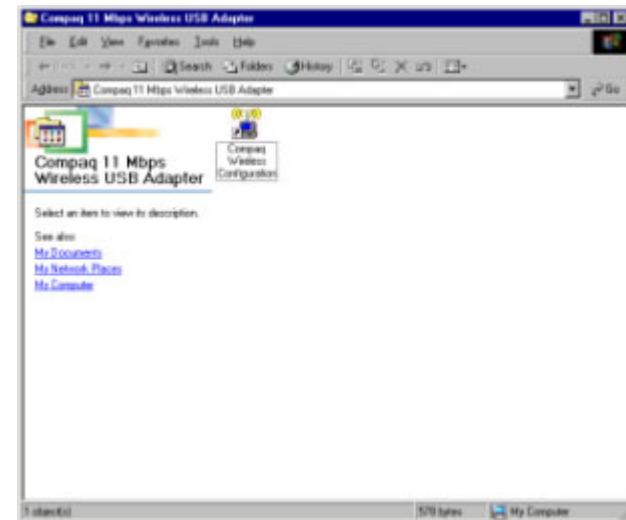 Compaq 11 Mbps Wireless USB Adapter
File Edit View Favorites Tools Help
Search Folders History
Address Compaq 11 Mbps Wireless USB Adapter Go
Compaq
Wireless
Configuration
Compaq 11 Mbps
Wireless USB Adapter
Select an item to view its description.
See also:
My Documents
My Network Places
My Computer
1 object(s) 578 bytes My Computer